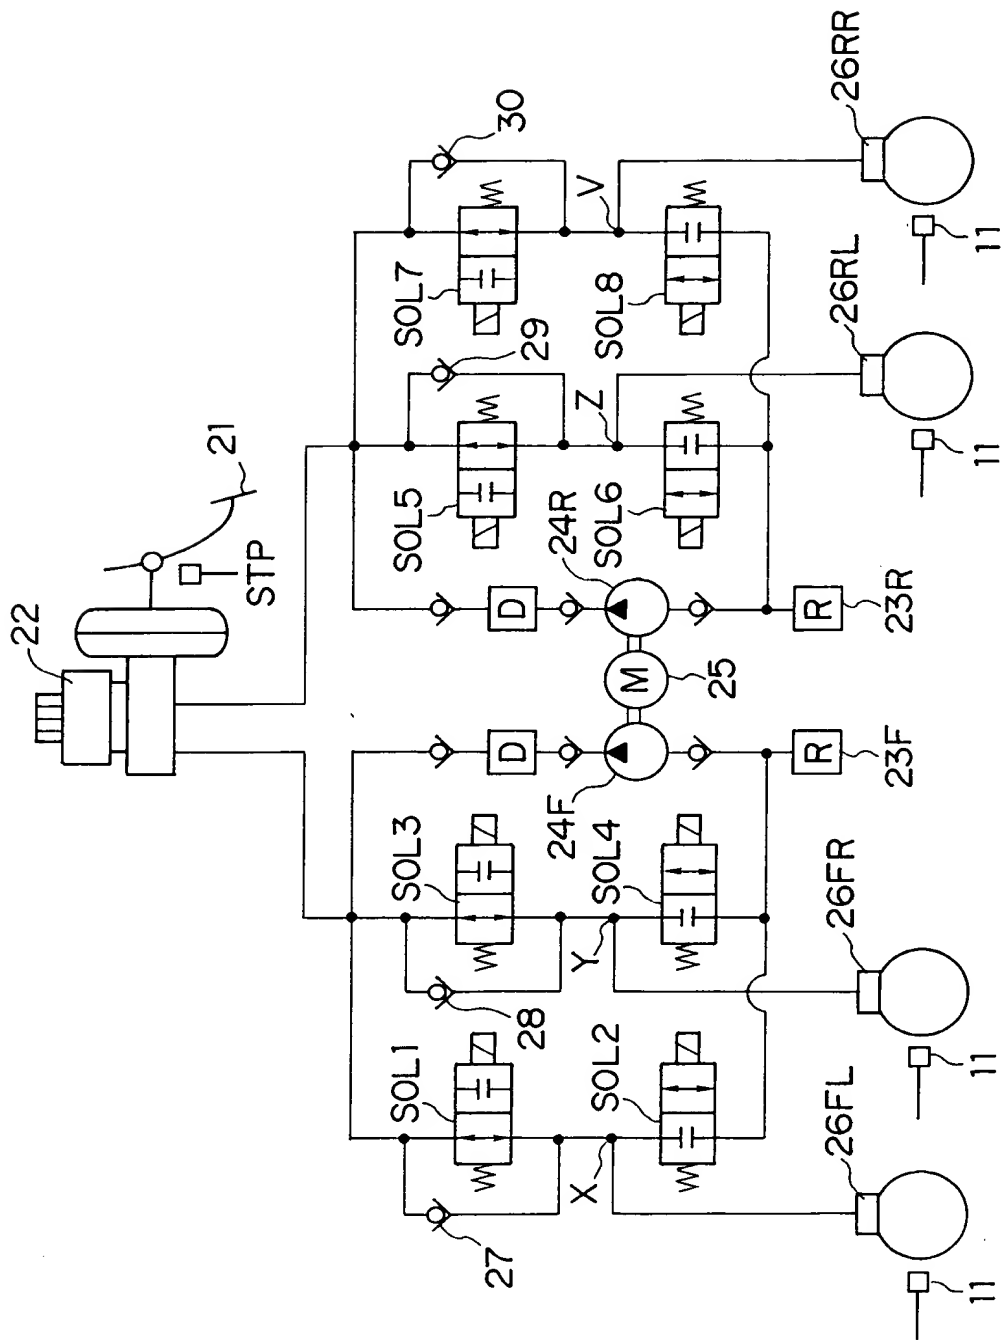 22
21
STP
SOL1
SOL3
SOL5
SOL7
27
28
29
30
D
D
24F
24R
M
25
X
Y
Z
V
SOL2
SOL4
SOL6
SOL8
R
R
23F
23R
26FL
26FR
26RL
26RR
11
11
11
11